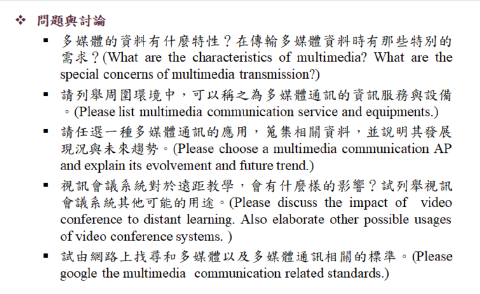 ❖ 問題與討論
▪ 多媒體的資料有什麼特性？在傳輸多媒體資料時有那些特別的
需求？(What are the characteristics of multimedia? What are the
special concerns of multimedia transmission?)
▪ 請列舉周圍環境中，可以稱之為多媒體通訊的資訊服務與設備
。(Please list multimedia communication service and equipments.)
▪ 請任選一種多媒體通訊的應用，蒐集相關資料，並說明其發展
現況與未來趨勢。(Please choose a multimedia communication AP
and explain its evolvement and future trend.)
▪ 視訊會議系統對於遠距教學，會有什麼樣的影響？試列舉視訊
會議系統其他可能的用途。(Please discuss the impact of video
conference to distant learning. Also elaborate other possible usages
of video conference systems. )
▪ 試由網路上找尋和多媒體以及多媒體通訊相關的標準。(Please
google the multimedia communication related standards.)